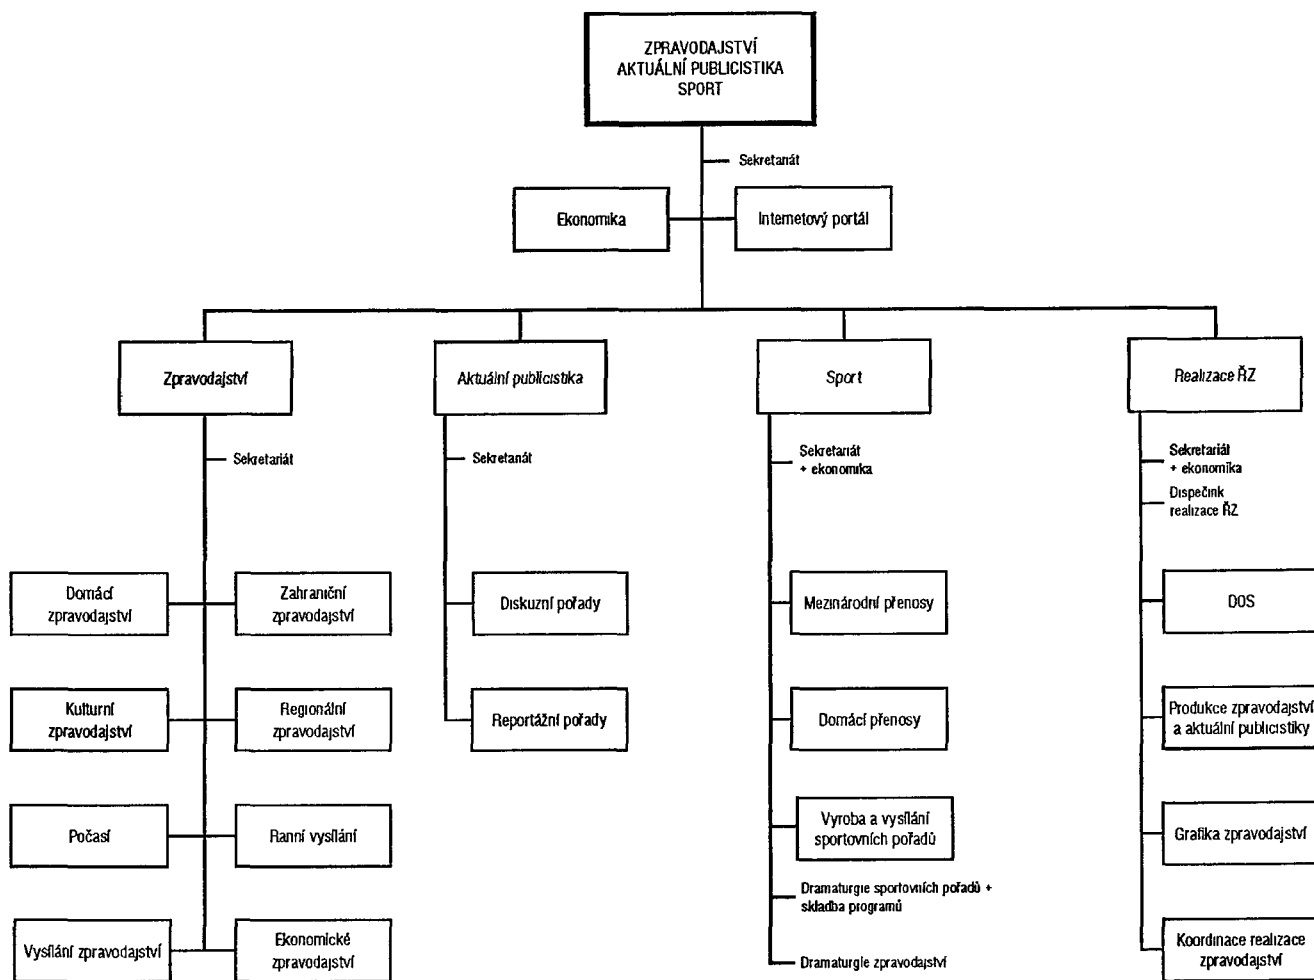 ZPRAVODAJSTVÍ
AKTUÁLNÍ PUBLICISTIKA
SPORT
Sekretariát
Ekonomika
Internetový portál
Zpravodajství
Aktuální publicistika
Sport
Realizace ŘZ
Sekretariát
Sekretariát
Sekretariát
+ ekonomika
Sekretariát
+ ekonomika
Dispečink
realizace ŘZ
Domácí
zpravodajství
Zahraniční
zpravodajství
Diskuzní pořady
Mezinárodní přenosy
DOS
Kulturní
zpravodajství
Regionální
zpravodajství
Reportážní pořady
Domácí přenosy
Produkce zpravodajství
a aktuální publicistiky
Počasí
Ranní vysílání
Vyroba a vysílání
sportovních pořadů
Grafika zpravodajství
Dramaturgie sportovních pořadů +
skladba programů
Vysílání zpravodajství
Ekonomické
zpravodajství
Dramaturgie zpravodajství
Koordinace realizace
zpravodajství